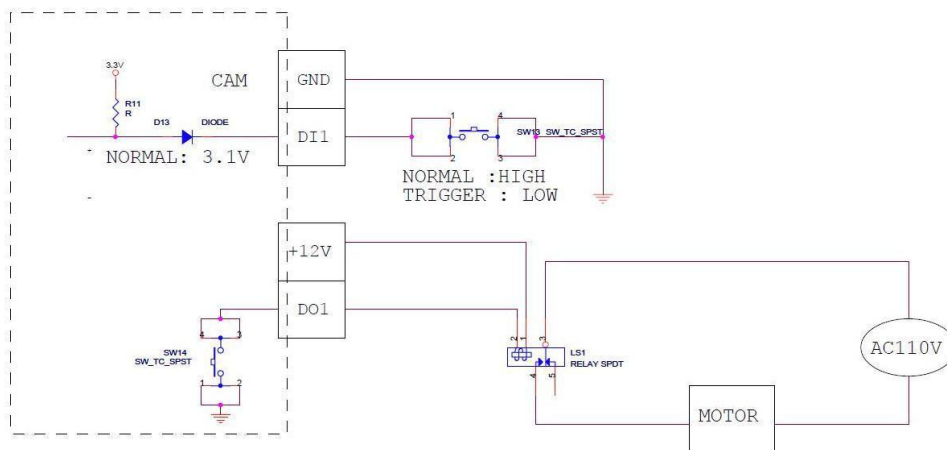 3.3V
CAM
GND
R11
R
D13
DIODE
DI1
1
4
SW13 SW_TC_SPST
+
NORMAL: 3.1V
2
3
-
NORMAL :HIGH
TRIGGER : LOW
+12V
DO1
4
3
2
1
3
SW14
SW_TC_SPST
LS1
RELAY SPDT
AC110V
4
5
1
2
MOTOR